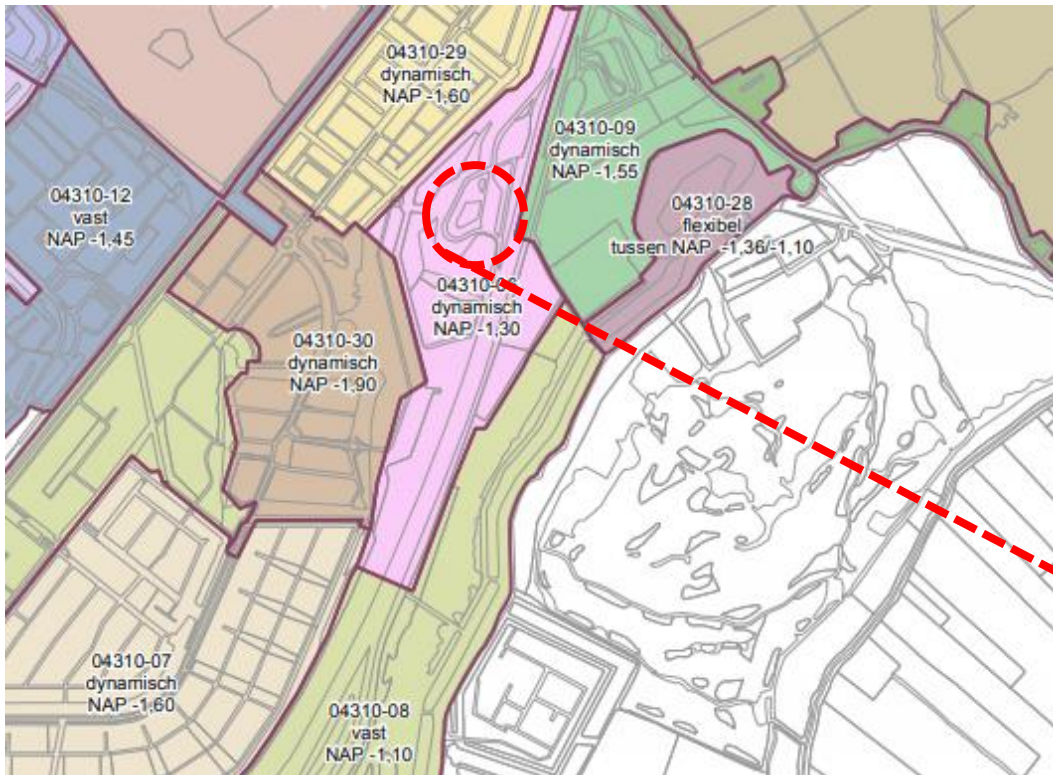 04310-29
dynamisch
NAP -1,60
04310-09
dynamisch
NAP -1,55
04310-12
vast
NAP -1,45
04310-28
flexibel
tussen NAP -1,36/-1,10
04310-06
dynamisch
NAP -1,30
04310-30
dynamisch
NAP -1,90
04310-07
dynamisch
NAP -1,60
04310-08
vast
NAP -1,10